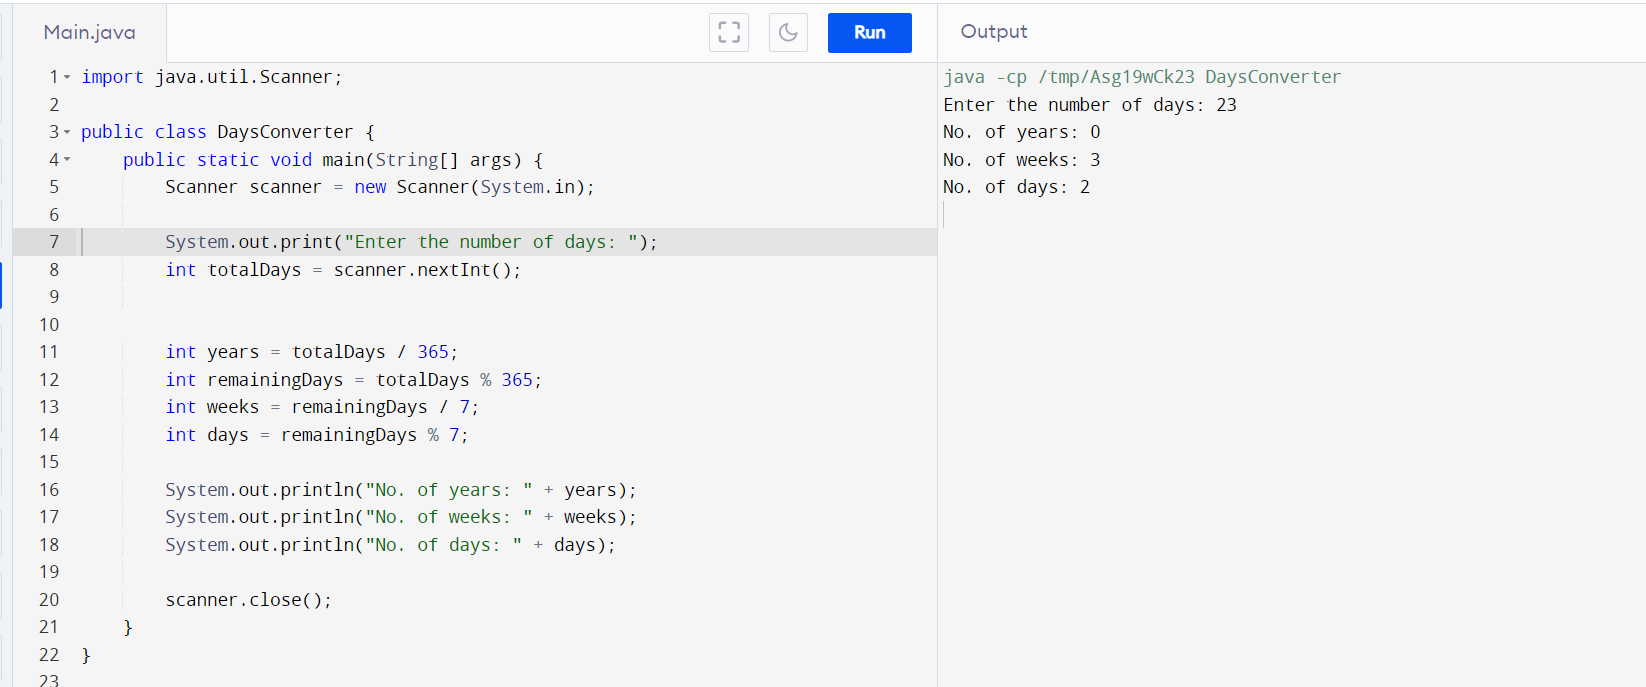 Main.java
Run
Output
1 import java.util.Scanner;
2
3 public class DaysConverter {
4     public static void main(String[] args) {
5         Scanner scanner = new Scanner(System.in);
6
7         System.out.print("Enter the number of days: ");
8         int totalDays = scanner.nextInt();
9
10
11         int years = totalDays / 365;
12         int remainingDays = totalDays % 365;
13         int weeks = remainingDays / 7;
14         int days = remainingDays % 7;
15
16         System.out.println("No. of years: " + years);
17         System.out.println("No. of weeks: " + weeks);
18         System.out.println("No. of days: " + days);
19
20         scanner.close();
21     }
22 }
23
java -cp /tmp/Asg19wCk23 DaysConverter
Enter the number of days: 23
No. of years: 0
No. of weeks: 3
No. of days: 2